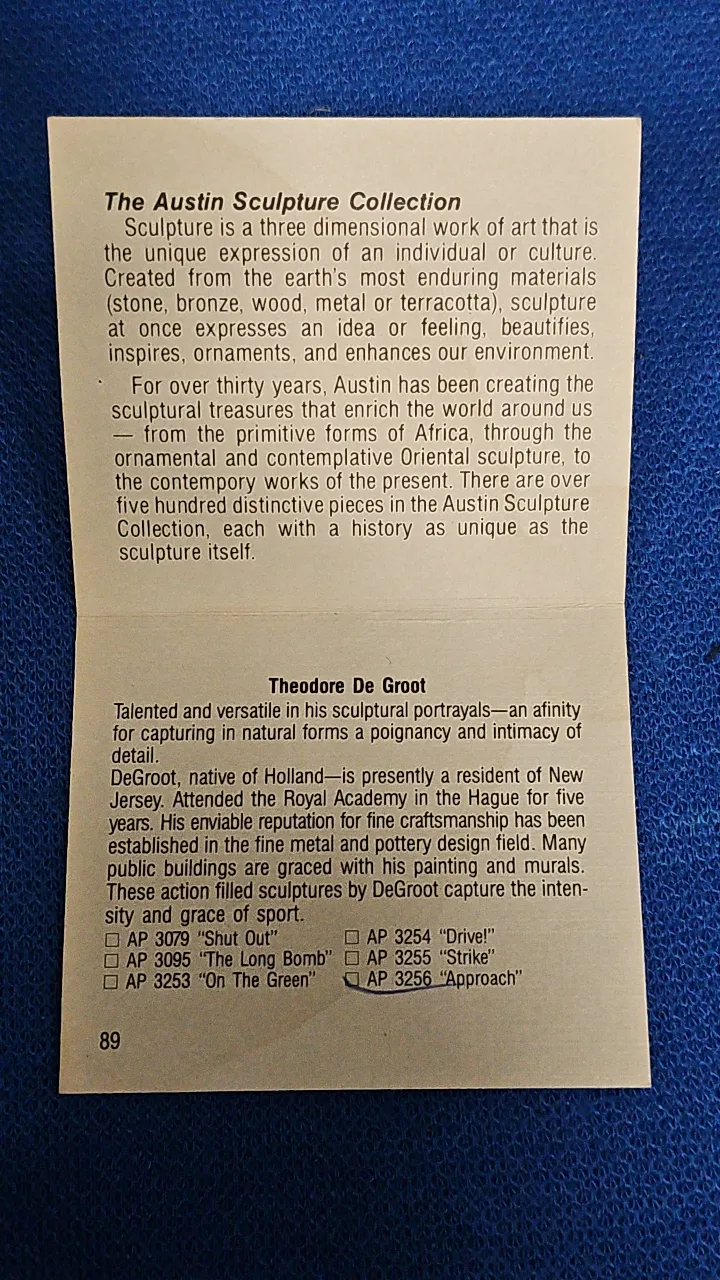 The Austin Sculpture Collection
Sculpture is a three dimensional work of art that is
the unique expression of an individual or culture.
Created from the earth's most enduring materials
(stone, bronze, wood, metal or terracotta), sculpture
at once expresses an idea or feeling, beautifies,
inspires, ornaments, and enhances our environment.
For over thirty years, Austin has been creating the
sculptural treasures that enrich the world around us
— from the primitive forms of Africa, through the
ornamental and contemplative Oriental sculpture, to
the contempory works of the present. There are over
five hundred distinctive pieces in the Austin Sculpture
Collection, each with a history as unique as the
sculpture itself.
Theodore De Groot
Talented and versatile in his sculptural portrayals—an afinity
for capturing in natural forms a poignancy and intimacy of
detail.
DeGroot, native of Holland—is presently a resident of New
Jersey. Attended the Royal Academy in the Hague for five
years. His enviable reputation for fine craftsmanship has been
established in the fine metal and pottery design field. Many
public buildings are graced with his painting and murals.
These action filled sculptures by DeGroot capture the inten-
sity and grace of sport.
☐ AP 3079 "Shut Out" ☐ AP 3254 "Drive!"
☐ AP 3095 "The Long Bomb" ☐ AP 3255 "Strike"
☐ AP 3253 "On The Green" ☐ AP 3256 "Approach"
89